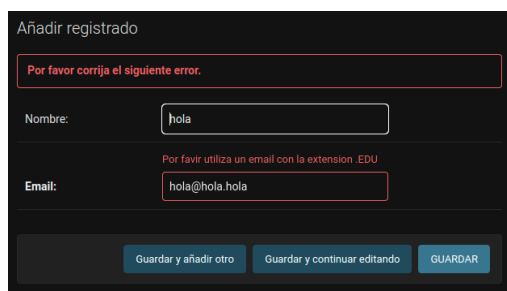 Añadir registrado
Por favor corrija el siguiente error.
Nombre:
hola
Por favir utiliza un email con la extension .EDU
Email:
hola@hola.hola
Guardar y añadir otro
Guardar y continuar editando
GUARDAR